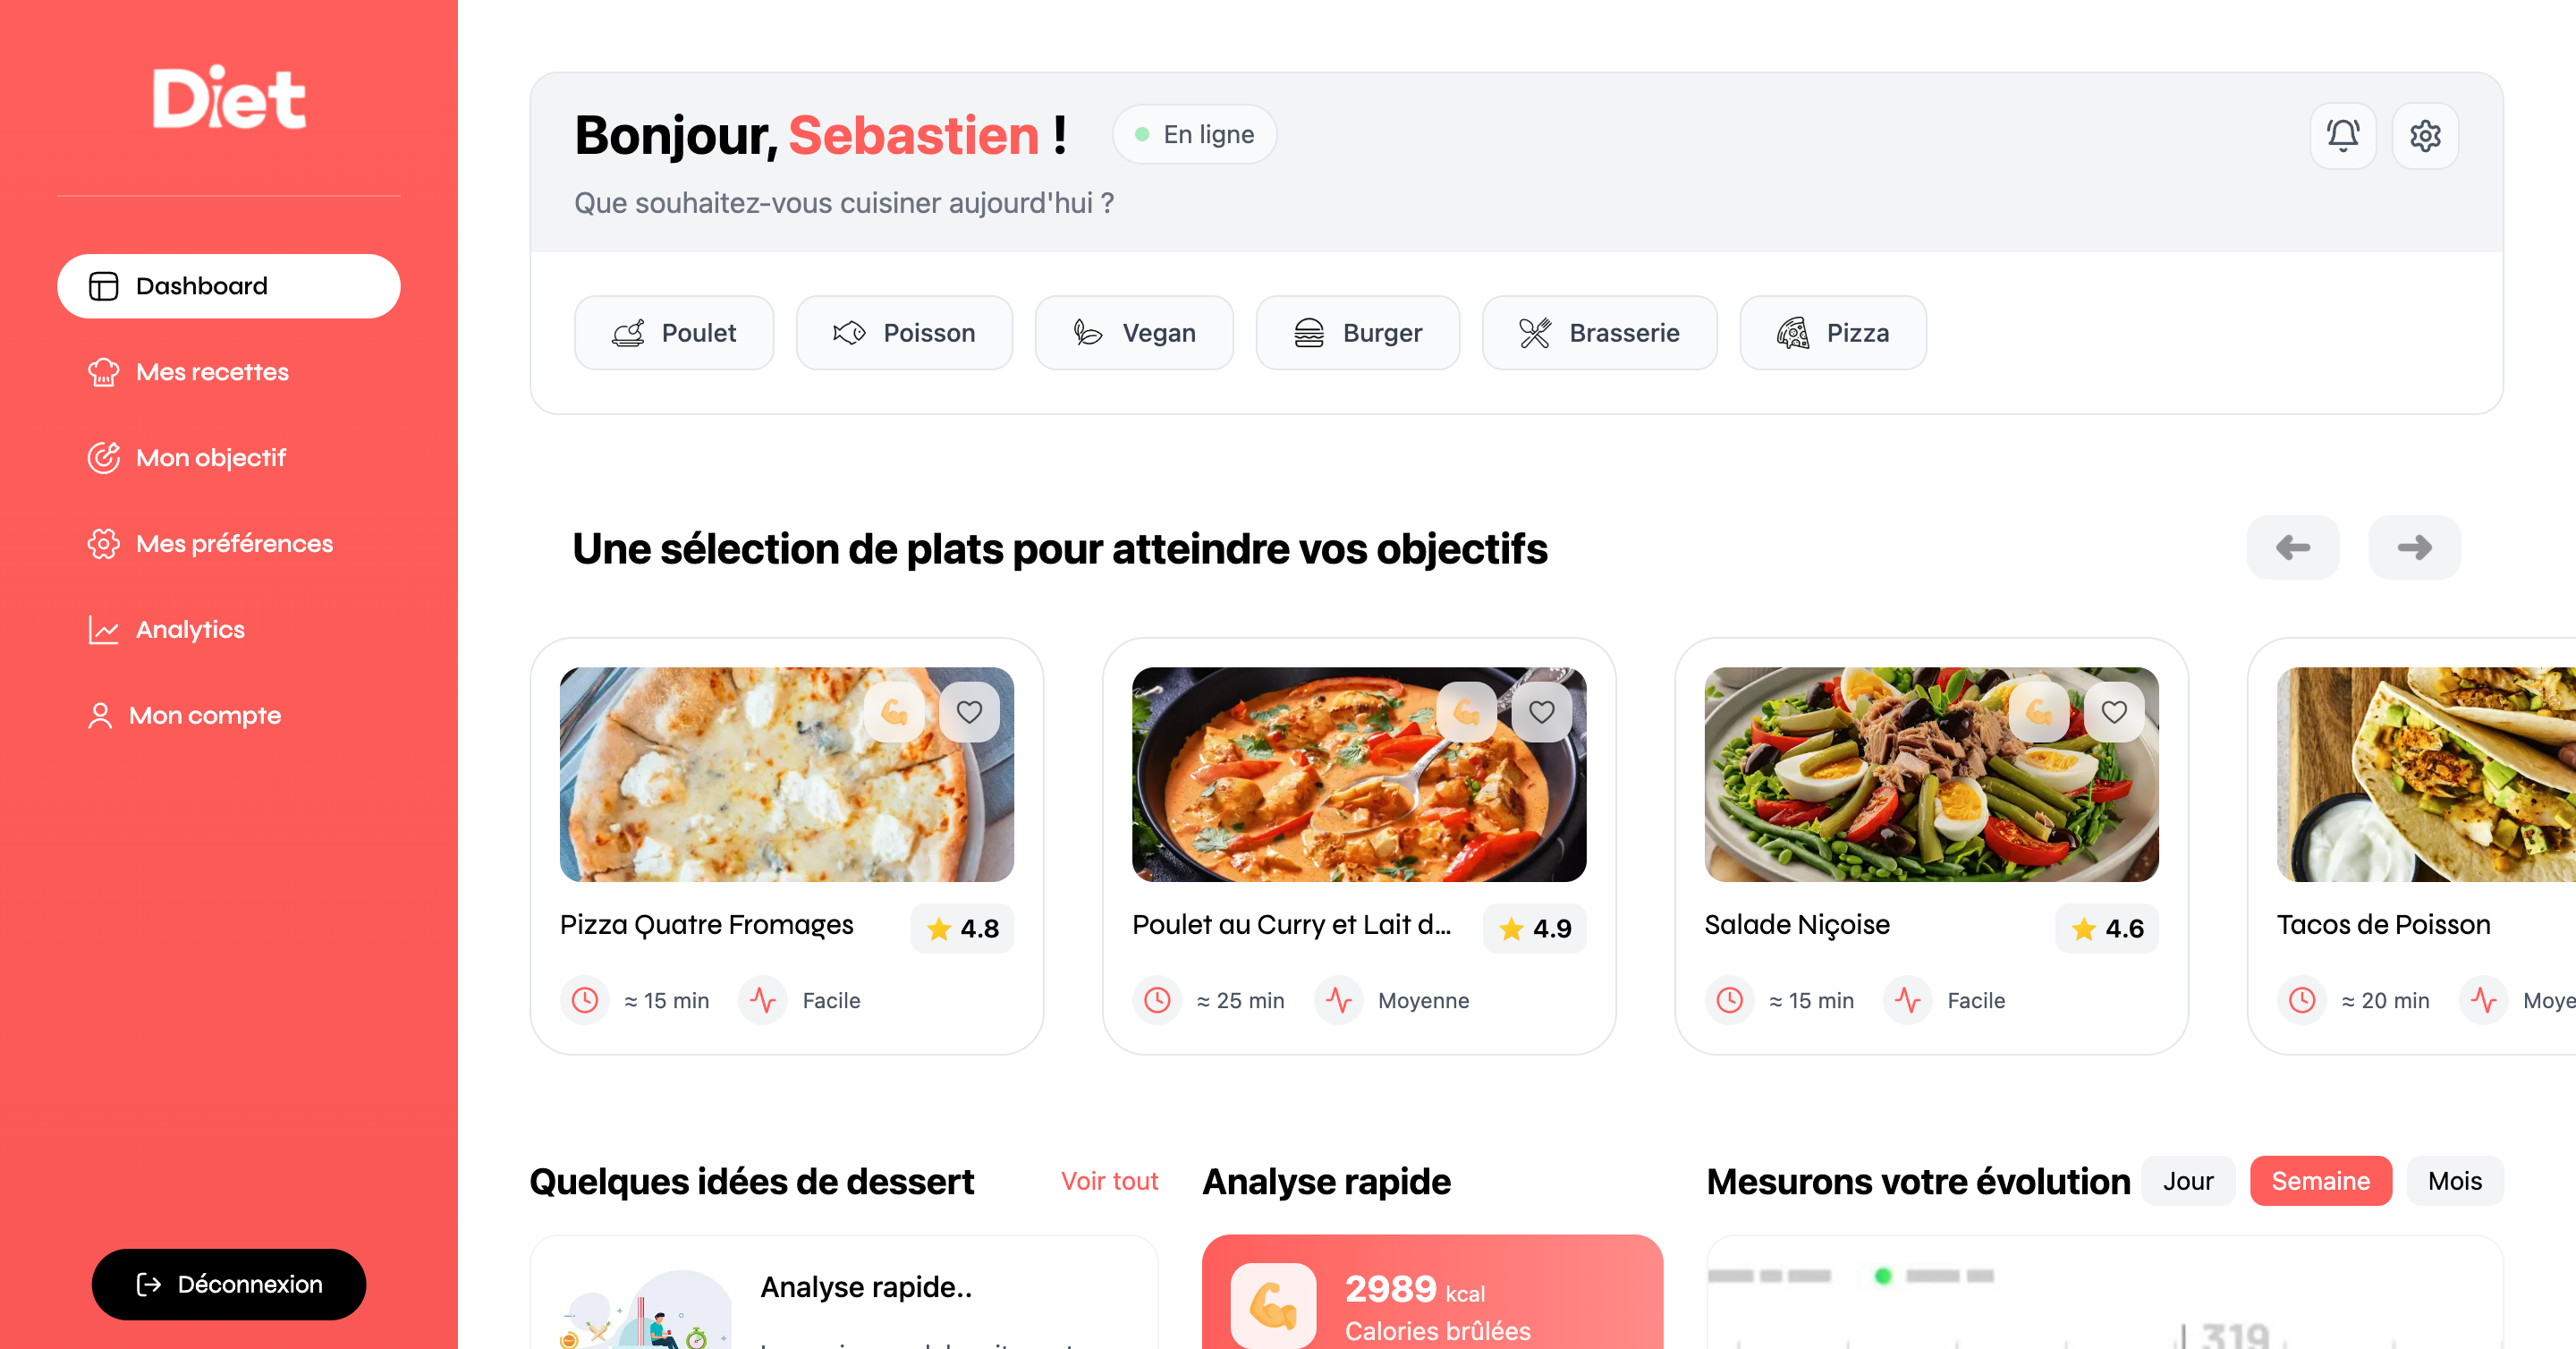 Diet
Dashboard
Mes recettes
Mon objectif
Mes préférences
Analytics
Mon compte
Déconnexion
Bonjour, Sebastien !
En ligne
Que souhaitez-vous cuisiner aujourd'hui ?
Poulet
Poisson
Vegan
Burger
Brasserie
Pizza
Une sélection de plats pour atteindre vos objectifs
Pizza Quatre Fromages
4.8
≈ 15 min
Facile
Poulet au Curry et Lait d...
4.9
≈ 25 min
Moyenne
Salade Niçoise
4.6
≈ 15 min
Facile
Tacos de Poisson
≈ 20 min
Quelques idées de dessert
Voir tout
Analyse rapide..
Analyse rapide
2989 kcal
Calories brûlées
Mesurons votre évolution
Jour
Semaine
Mois
319